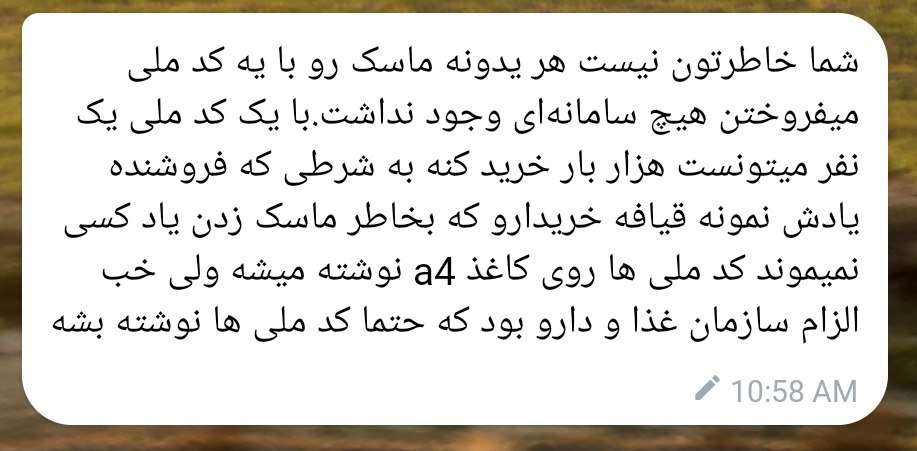 شما خاطرتون نیست هر یدونه ماسک رو با یه کد ملی
میفروختن هیچ سامانه‌ای وجود نداشت.با یک کد ملی یک
نفر میتونست هزار بار خرید کنه به شرطی که فروشنده
یادش نمونه قیافه خریدارو که بخاطر ماسک زدن یاد کسی
نمیموند کد ملی ها روی کاغذ a4 نوشته میشه ولی خب
الزام سازمان غذا و دارو بود که حتما کد ملی ها نوشته بشه
10:58 AM